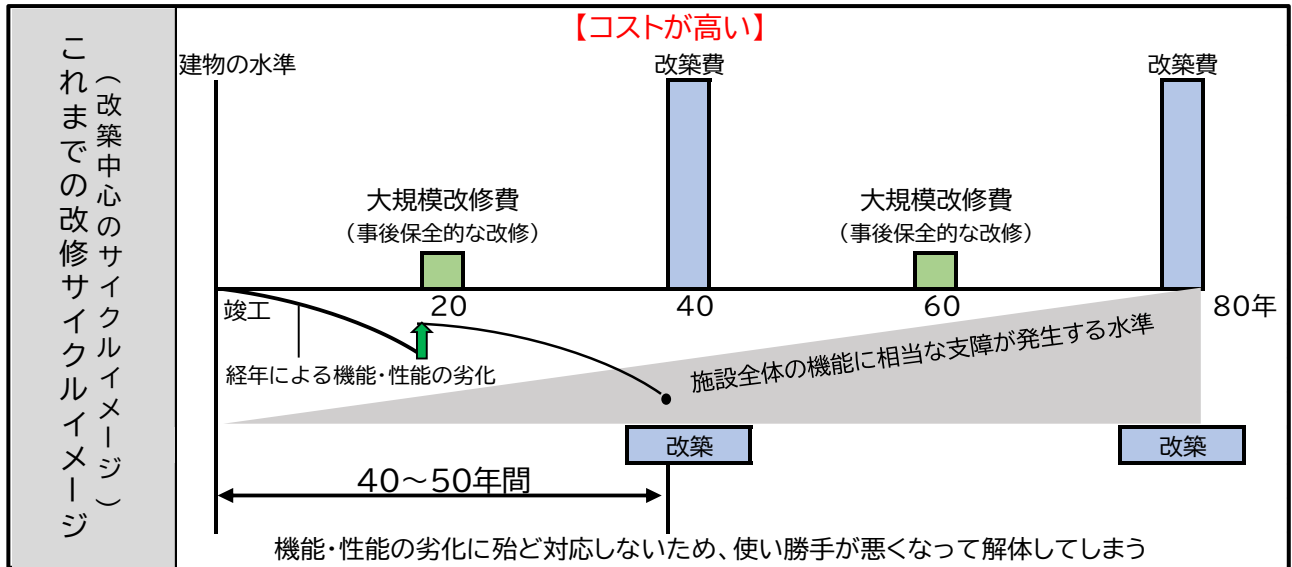 これまでの改修サイクルイメージ
（改築中心のサイクルイメージ）
【コストが高い】
建物の水準
改築費
改築費
大規模改修費
（事後保全的な改修）
大規模改修費
（事後保全的な改修）
竣工
20
40
60
80年
経年による機能・性能の劣化
施設全体の機能に相当な支障が発生する水準
改築
改築
40～50年間
機能・性能の劣化に殆ど対応しないため、使い勝手が悪くなって解体してしまう